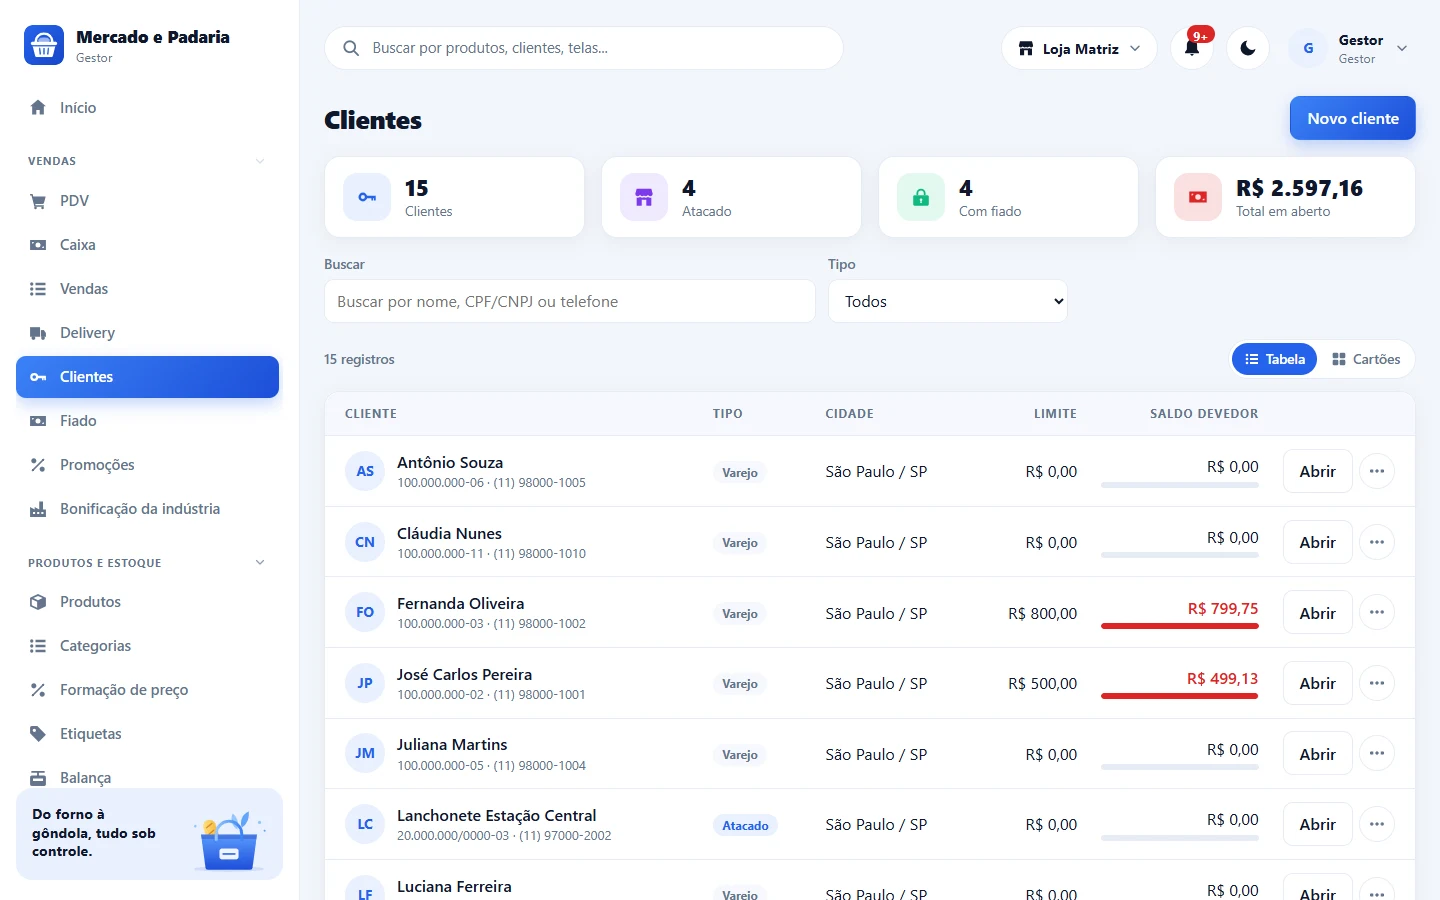 Mercado e Padaria
Gestor
Início
VENDAS
PDV
Caixa
Vendas
Delivery
Clientes
Fiado
Promoções
Bonificação da indústria
PRODUTOS E ESTOQUE
Produtos
Categorias
Formação de preço
Etiquetas
Balança
Do forno à
gôndola, tudo sob
controle.
Buscar por produtos, clientes, telas...
Loja Matriz
9+
G
Gestor
Gestor
Clientes
Novo cliente
15
Clientes
4
Atacado
4
Com fiado
R$ 2.597,16
Total em aberto
Buscar
Tipo
Buscar por nome, CPF/CNPJ ou telefone
Todos
15 registros
Tabela
Cartões
CLIENTE TIPO CIDADE LIMITE SALDO DEVEDOR
AS Antônio Souza
100.000.000-06 · (11) 98000-1005
Varejo São Paulo / SP R$ 0,00 R$ 0,00 Abrir
CN Cláudia Nunes
100.000.000-11 · (11) 98000-1010
Varejo São Paulo / SP R$ 0,00 R$ 0,00 Abrir
FO Fernanda Oliveira
100.000.000-03 · (11) 98000-1002
Varejo São Paulo / SP R$ 800,00 R$ 799,75 Abrir
JP José Carlos Pereira
100.000.000-02 · (11) 98000-1001
Varejo São Paulo / SP R$ 500,00 R$ 499,13 Abrir
JM Juliana Martins
100.000.000-05 · (11) 98000-1004
Varejo São Paulo / SP R$ 0,00 R$ 0,00 Abrir
LC Lanchonete Estação Central
20.000.000/0000-03 · (11) 97000-2002
Atacado São Paulo / SP R$ 0,00 R$ 0,00 Abrir
LF Luciana Ferreira
Varejo São Paulo / SP R$ 0,00 R$ 0,00 Abrir